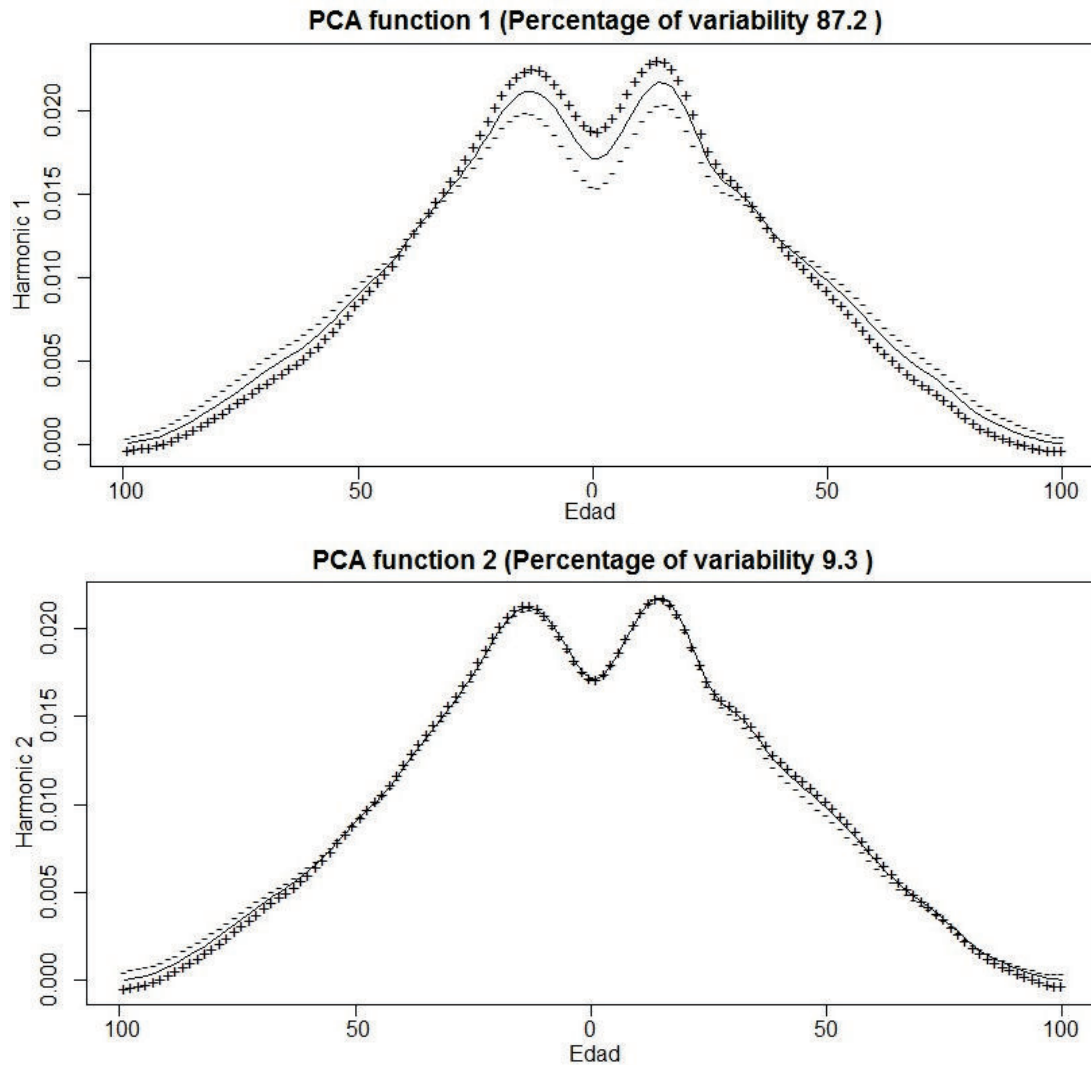 PCA function 1 (Percentage of variability 87.2 )
Harmonic 1
0.020
0.015
0.010
0.005
0.000
100 50 0 50 100
Edad
PCA function 2 (Percentage of variability 9.3 )
Harmonic 2
0.020
0.015
0.010
0.005
0.000
100 50 0 50 100
Edad